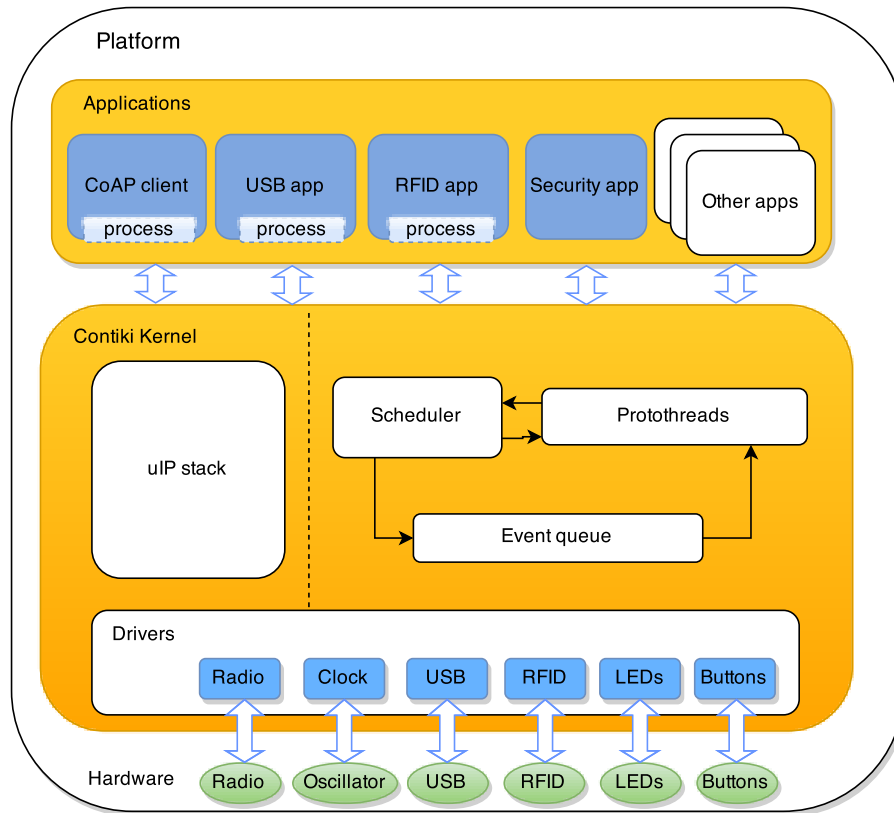 Platform
Applications
CoAP client
USB app
RFID app
Security app
Other apps
process
process
process
Contiki Kernel
uIP stack
Scheduler
Protothreads
Event queue
Drivers
Radio
Clock
USB
RFID
LEDs
Buttons
Hardware
Radio
Oscillator
USB
RFID
LEDs
Buttons